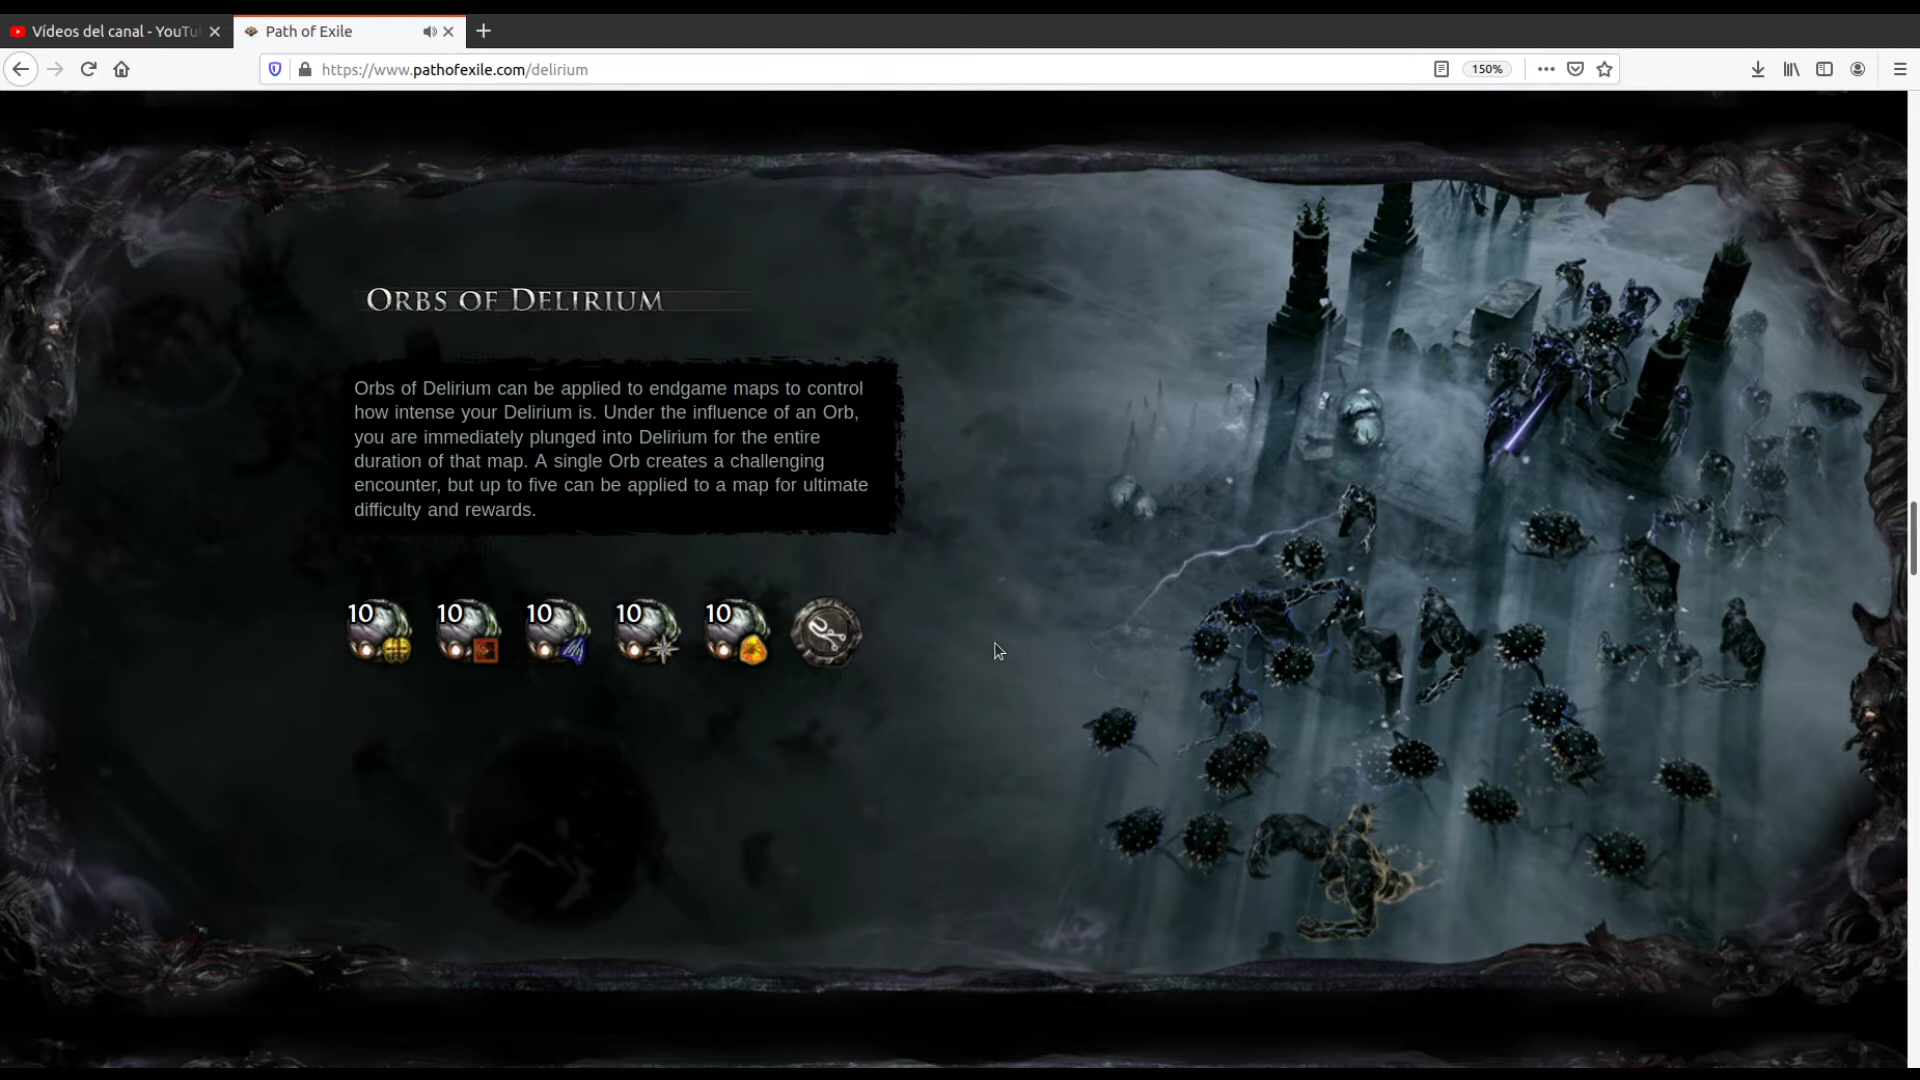 Vídeos del canal - YouTu
Path of Exile
https://www.pathofexile.com/delirium
150%
ORBS OF DELIRIUM
Orbs of Delirium can be applied to endgame maps to control
how intense your Delirium is. Under the influence of an Orb,
you are immediately plunged into Delirium for the entire
duration of that map. A single Orb creates a challenging
encounter, but up to five can be applied to a map for ultimate
difficulty and rewards.
10 10 10 10 10